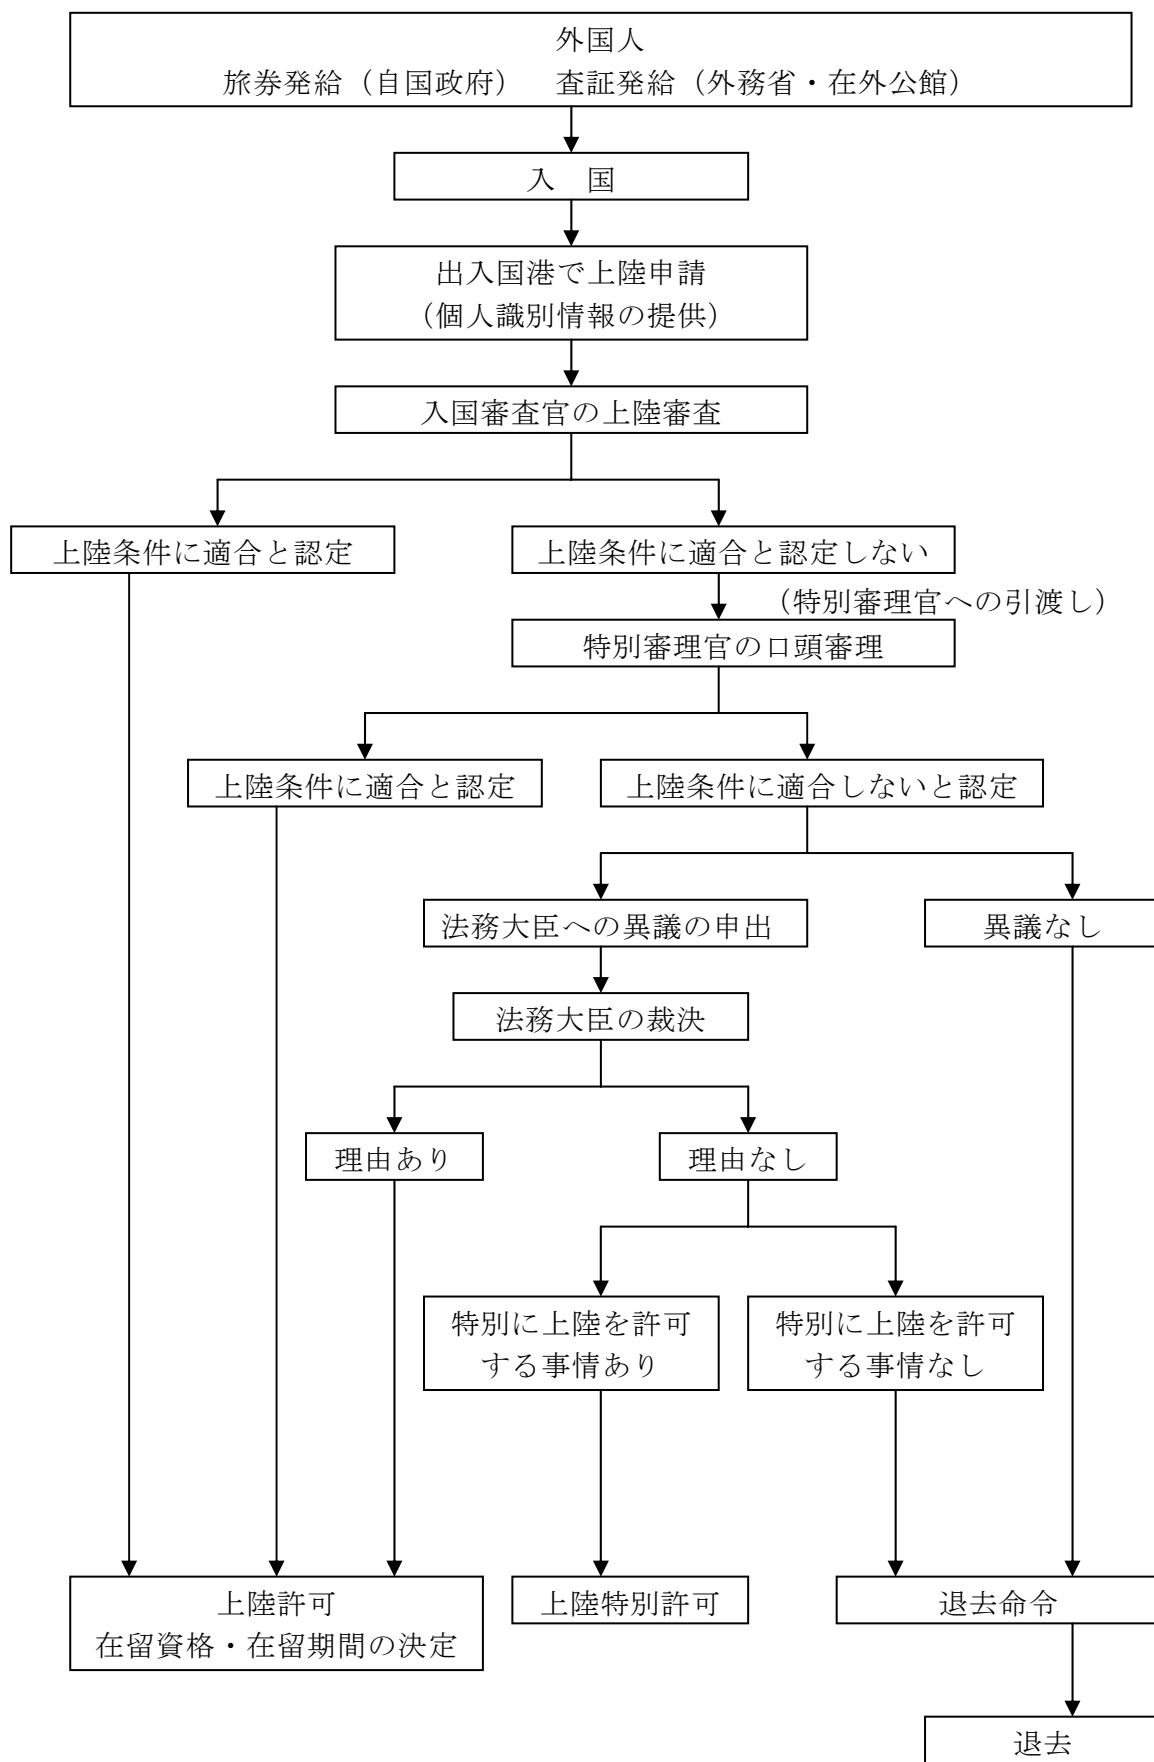 外国人
旅券発給（自国政府）　査証発給（外務省・在外公館）
入　国
出入国港で上陸申請
（個人識別情報の提供）
入国審査官の上陸審査
上陸条件に適合と認定
上陸条件に適合と認定しない
（特別審理官への引渡し）
特別審理官の口頭審理
上陸条件に適合と認定
上陸条件に適合しないと認定
法務大臣への異議の申出
異議なし
法務大臣の裁決
理由あり
理由なし
特別に上陸を許可
する事情あり
特別に上陸を許可
する事情なし
上陸許可
在留資格・在留期間の決定
上陸特別許可
退去命令
退去